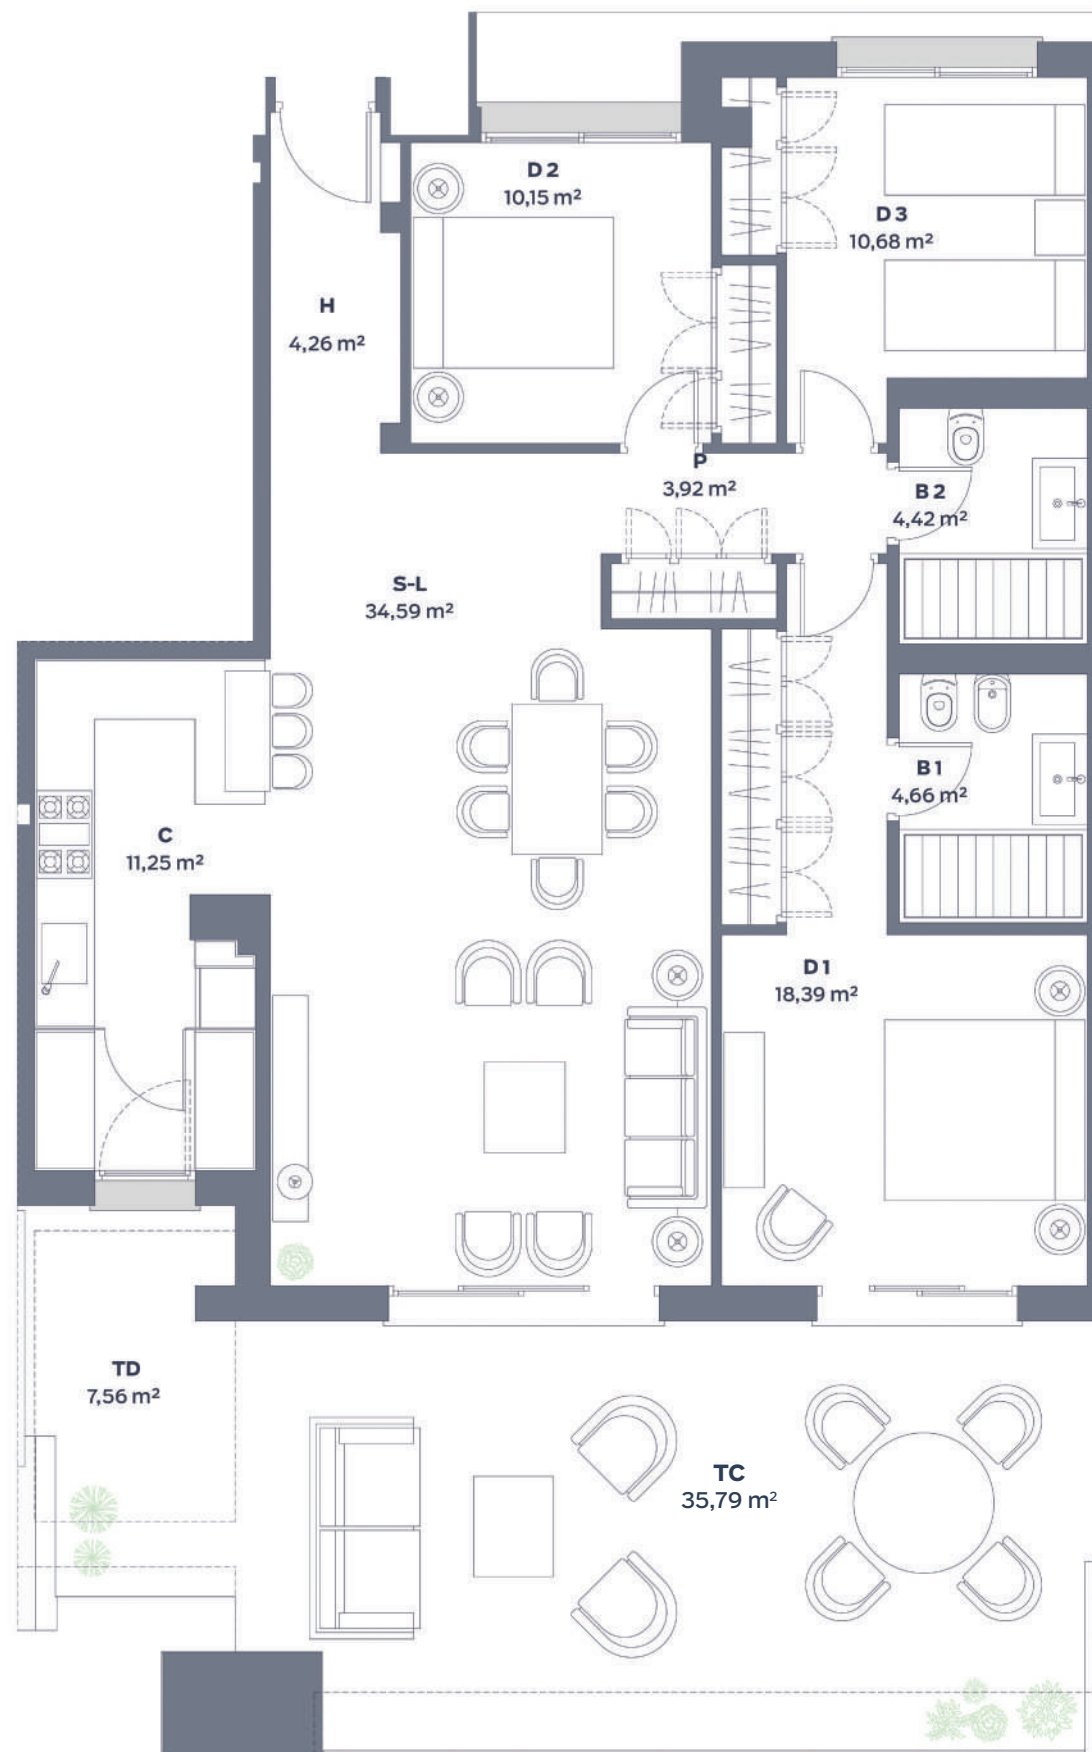 D 2
10,15 m²
D 3
10,68 m²
H
4,26 m²
P
3,92 m²
B 2
4,42 m²
S-L
34,59 m²
B 1
4,66 m²
C
11,25 m²
D 1
18,39 m²
TD
7,56 m²
TC
35,79 m²